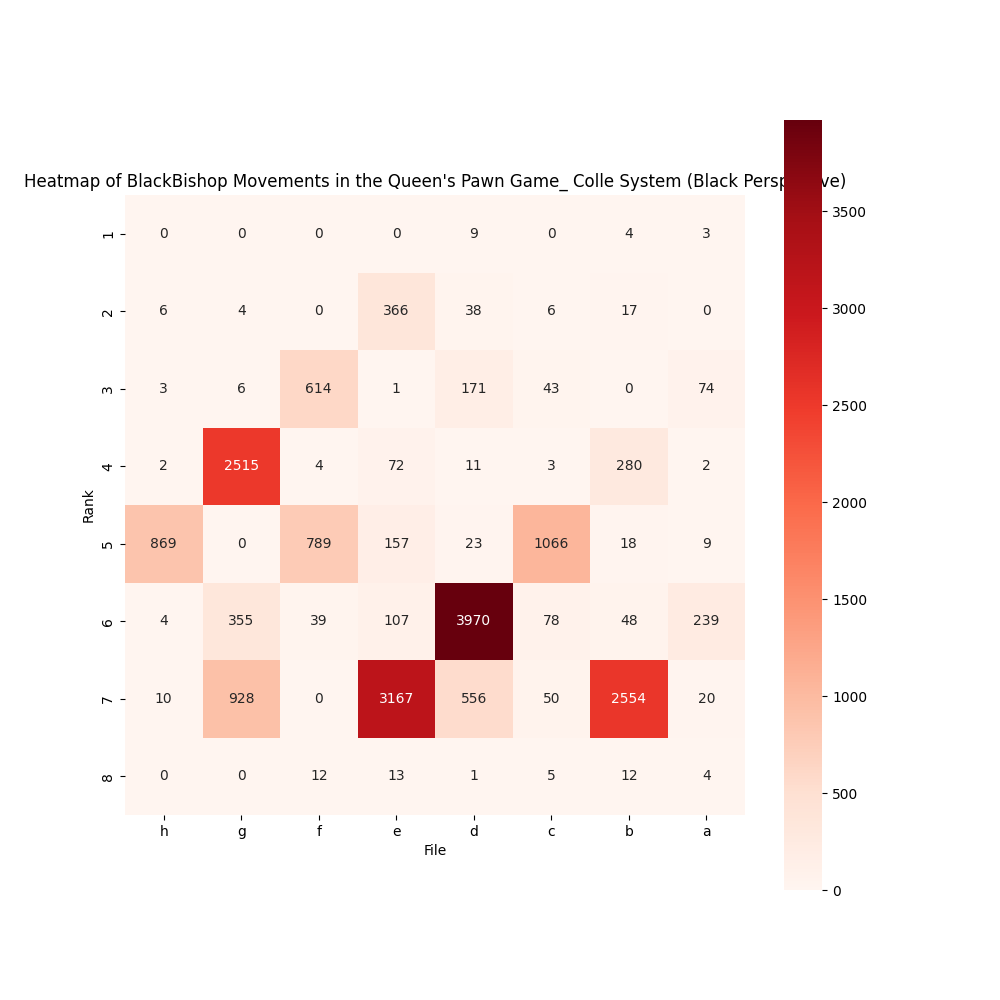 Heatmap of BlackBishop Movements in the Queen's Pawn Game_ Colle System (Black Perspective)
1 0 0 0 0 9 0 4 3
2 6 4 0 366 38 6 17 0
3 3 6 614 1 171 43 0 74
4 2 2515 4 72 11 3 280 2
Rank
5 869 0 789 157 23 1066 18 9
6 4 355 39 107 3970 78 48 239
7 10 928 0 3167 556 50 2554 20
8 0 0 12 13 1 5 12 4
h g f e d c b a
File
3500
3000
2500
2000
1500
1000
500
0